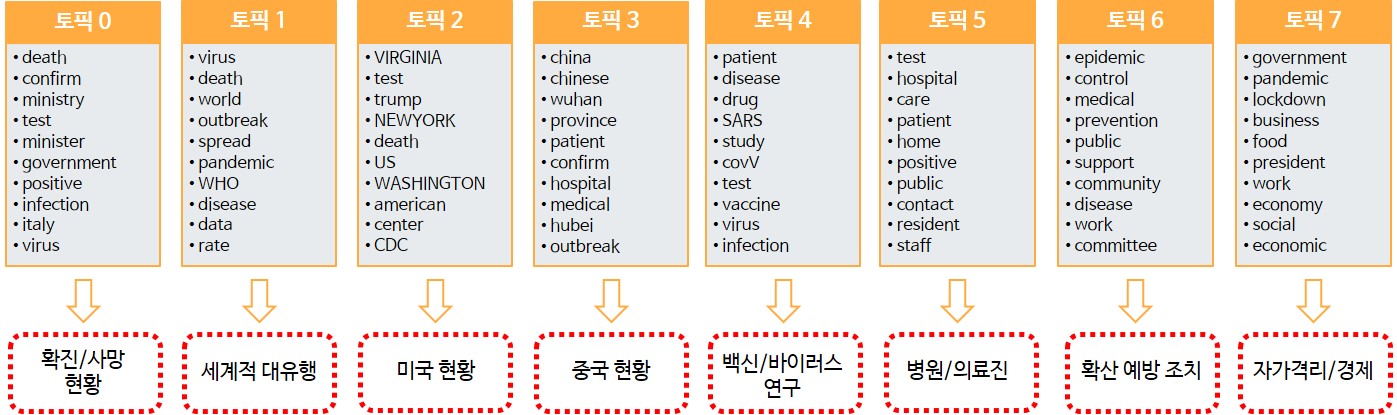 토픽 0
• death
• confirm
• ministry
• test
• minister
• government
• positive
• infection
• italy
• virus
확진/사망
현황
토픽 1
• virus
• death
• world
• outbreak
• spread
• pandemic
• WHO
• disease
• data
• rate
세계적 대유행
토픽 2
• VIRGINIA
• test
• trump
• NEWYORK
• death
• US
• WASHINGTON
• american
• center
• CDC
미국 현황
토픽 3
• china
• chinese
• wuhan
• province
• patient
• confirm
• hospital
• medical
• hubei
• outbreak
중국 현황
토픽 4
• patient
• disease
• drug
• SARS
• study
• covV
• test
• vaccine
• virus
• infection
백신/바이러스
연구
토픽 5
• test
• hospital
• care
• patient
• home
• positive
• public
• contact
• resident
• staff
병원/의료진
토픽 6
• epidemic
• control
• medical
• prevention
• public
• support
• community
• disease
• work
• committee
확산 예방 조치
토픽 7
• government
• pandemic
• lockdown
• business
• food
• president
• work
• economy
• social
• economic
자가격리/경제